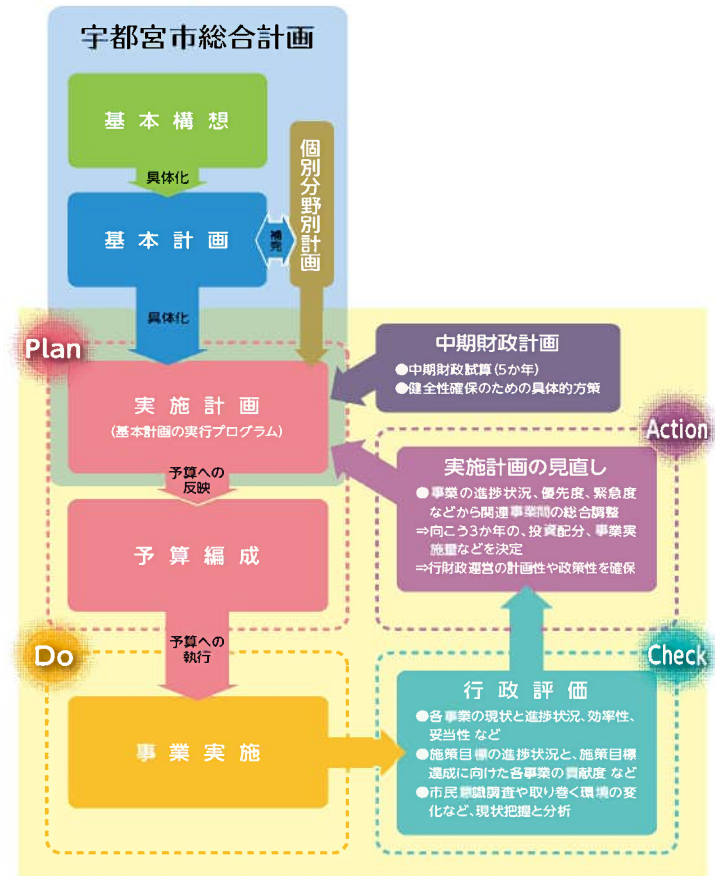 宇都宮市総合計画
基本構想
具体化
基本計画
補完
個別分野別計画
具体化
Plan
実施計画
(基本計画の実行プログラム)
予算への
反映
予算編成
中期財政計画
●中期財政試算(5か年)
●健全性確保のための具体的方策
Action
実施計画の見直し
●事業の進捗状況、優先度、緊急度
などから関連事業間の総合調整
⇒向こう3か年の、投資配分、事業実
施量などを決定
⇒行財政運営の計画性や政策性を確保
予算への
執行
Do
事業実施
Check
行政評価
●各事業の現状と進捗状況、効率性、
妥当性 など
●施策目標の進捗状況と、施策目標
達成に向けた各事業の貢献度 など
●市民意識調査や取り巻く環境の変
化など、現状把握と分析